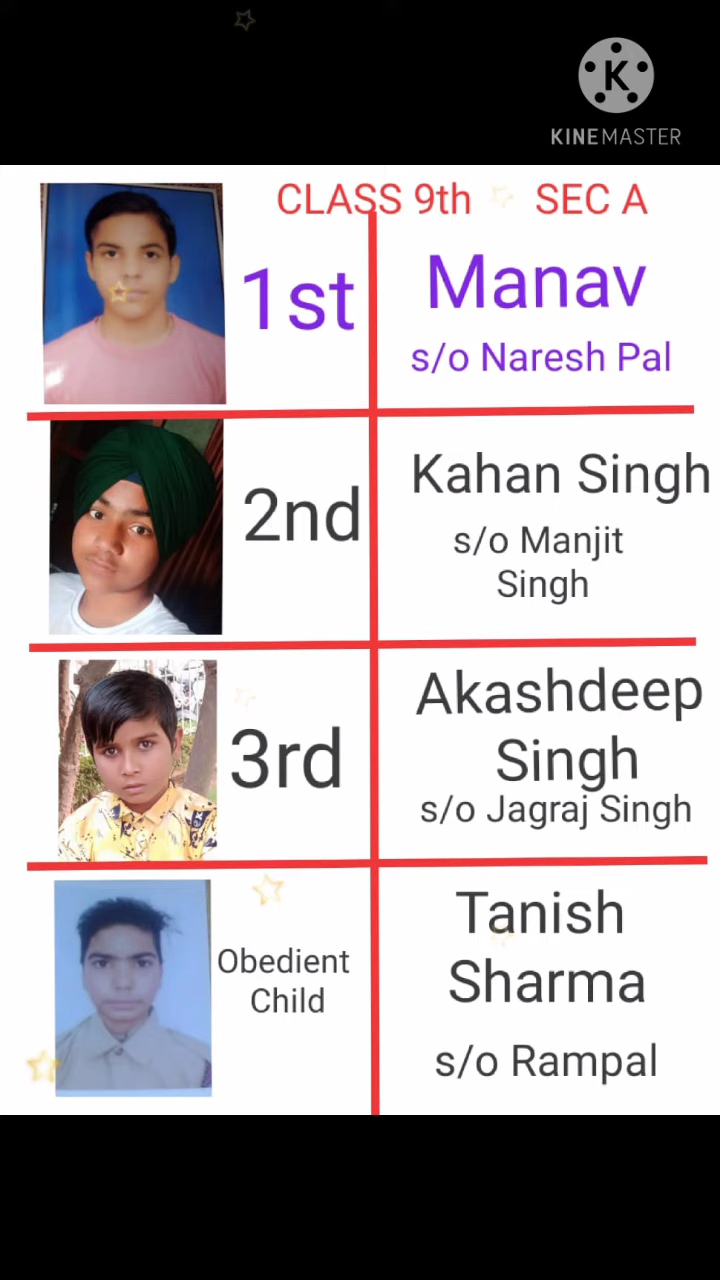 K
KINEMASTER
CLASS 9th SEC A
1st
Manav
s/o Naresh Pal
2nd
Kahan Singh
s/o Manjit
Singh
3rd
Akashdeep
Singh
s/o Jagraj Singh
Obedient
Child
Tanish
Sharma
s/o Rampal